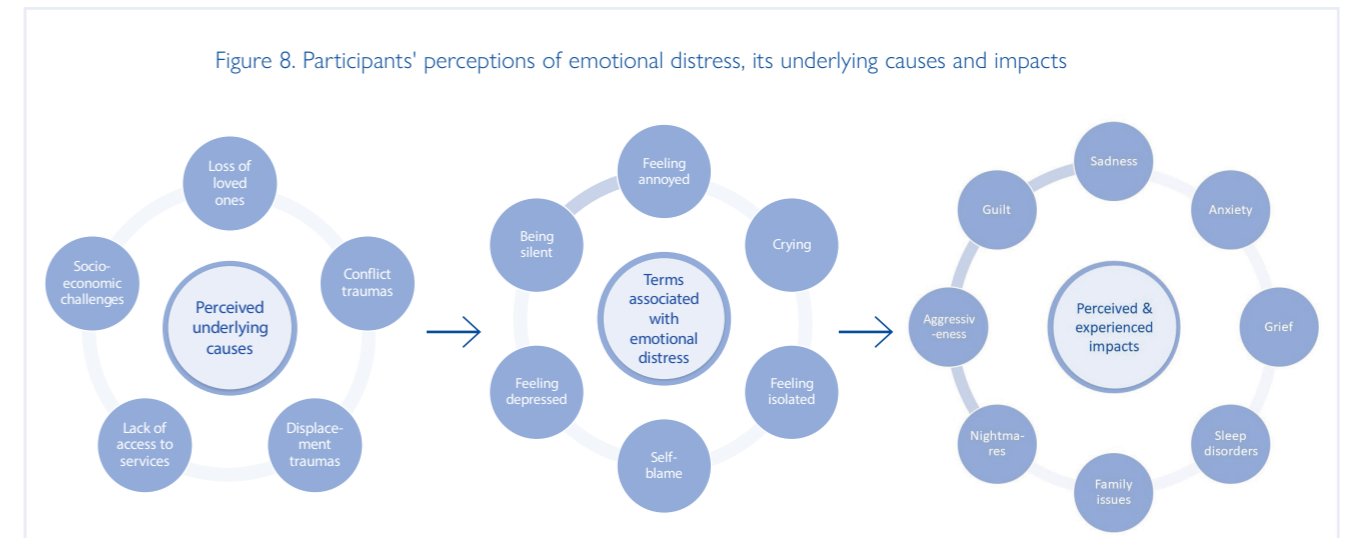 Figure 8. Participants' perceptions of emotional distress, its underlying causes and impacts
Loss of
loved
ones
Conflict
traumas
Displace-
ment
traumas
Lack of
access to
services
Socio-
economic
challenges
Perceived
underlying
causes
Feeling
annoyed
Crying
Feeling
isolated
Self-
blame
Feeling
depressed
Being
silent
Terms
associated
with
emotional
distress
Sadness
Anxiety
Grief
Sleep
disorders
Family
issues
Nightma-
res
Aggressiv
-eness
Guilt
Perceived &
experienced
impacts